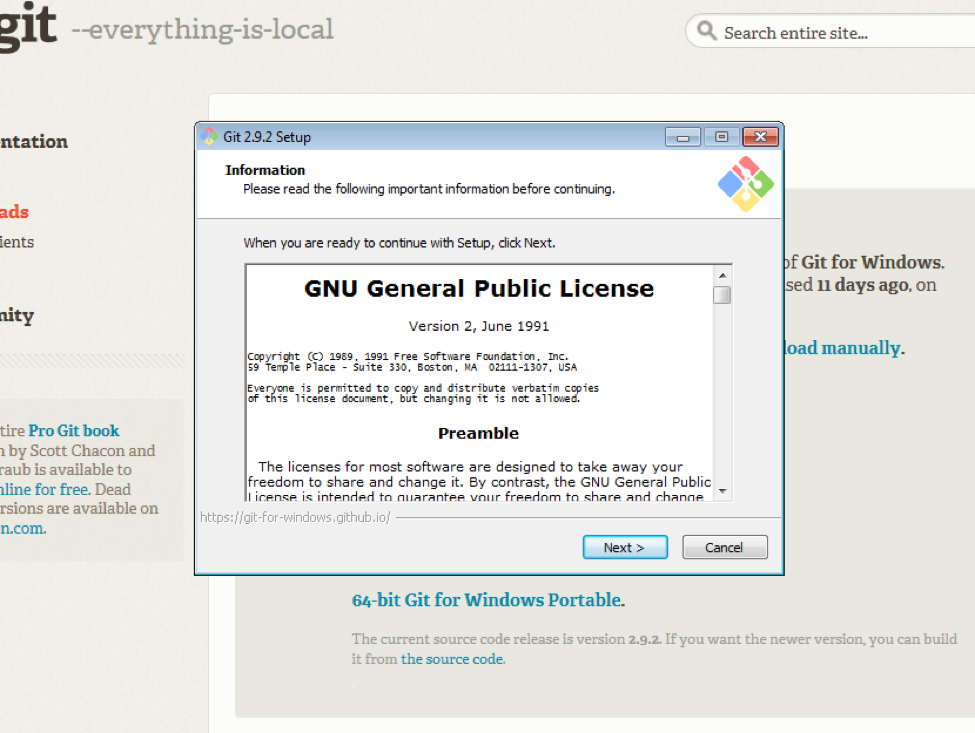 git --everything-is-local
Search entire site...
Git 2.9.2 Setup
Information
Please read the following important information before continuing.
When you are ready to continue with Setup, click Next.
GNU General Public License
Version 2, June 1991
Copyright (C) 1989, 1991 Free Software Foundation, Inc.
59 Temple Place - Suite 330, Boston, MA  02111-1307, USA
Everyone is permitted to copy and distribute verbatim copies
of this license document, but changing it is not allowed.
Preamble
The licenses for most software are designed to take away your
freedom to share and change it. By contrast, the GNU General Public
License is intended to guarantee your freedom to share and change
https://git-for-windows.github.io/
Next >
Cancel
ntation
ads
ients
nity
tire Pro Git book
n by Scott Chacon and
raub is available to
nline for free. Dead
rsions are available on
n.com.
of Git for Windows.
sed 11 days ago, on
load manually.
64-bit Git for Windows Portable.
The current source code release is version 2.9.2. If you want the newer version, you can build
it from the source code.